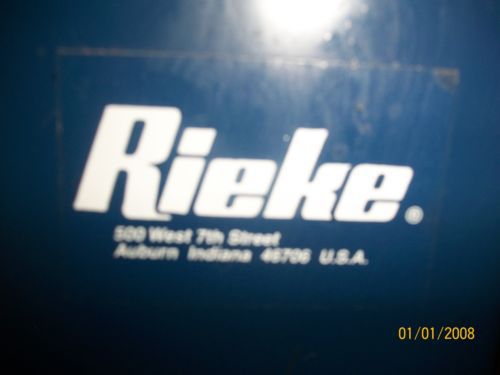 Rieke®
500 West 7th Street
Auburn Indiana 46706 U.S.A.
01/01/2008